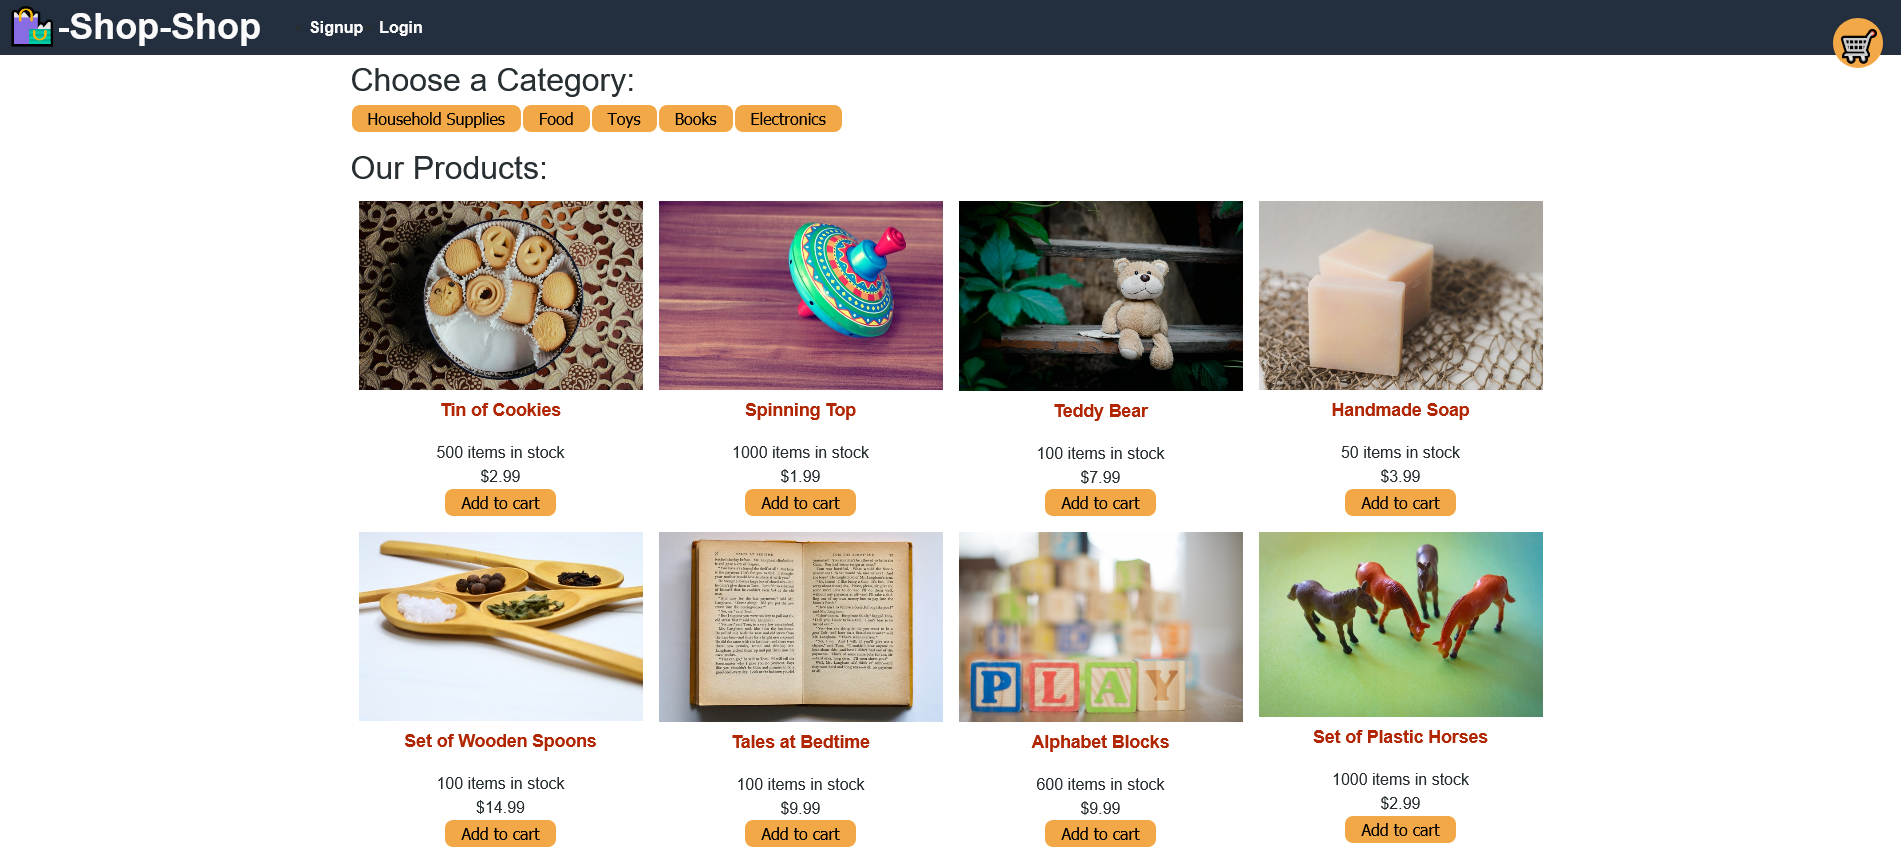 -Shop-Shop
Signup Login
Choose a Category:
Household Supplies Food Toys Books Electronics
Our Products:
Tin of Cookies Spinning Top Teddy Bear Handmade Soap
500 items in stock 1000 items in stock 100 items in stock 50 items in stock
$2.99 $1.99 $7.99 $3.99
Add to cart Add to cart Add to cart Add to cart
PLAY
Set of Wooden Spoons Tales at Bedtime Alphabet Blocks Set of Plastic Horses
100 items in stock 100 items in stock 600 items in stock 1000 items in stock
$14.99 $9.99 $9.99 $2.99
Add to cart Add to cart Add to cart Add to cart